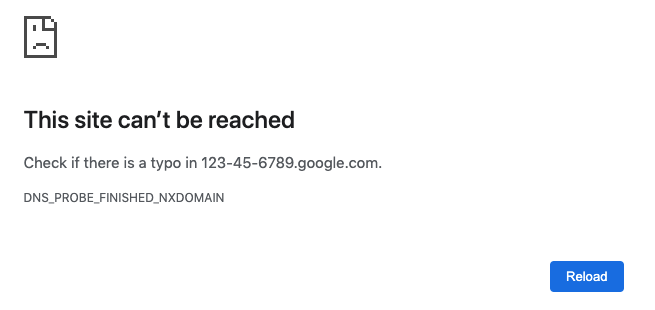 This site can’t be reached
Check if there is a typo in 123-45-6789.google.com.
DNS_PROBE_FINISHED_NXDOMAIN
Reload